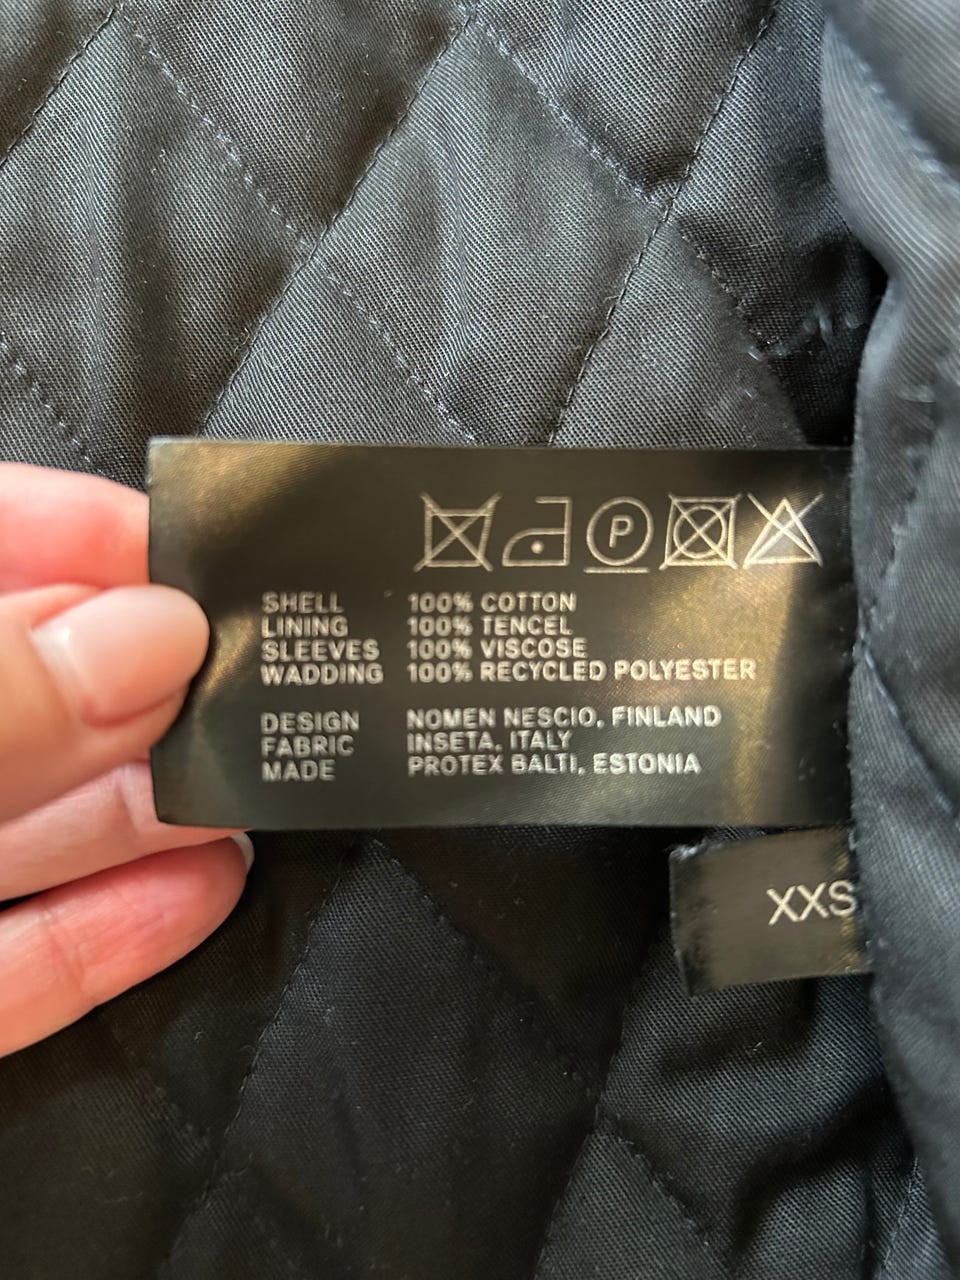 P
SHELL 100% COTTON
LINING 100% TENCEL
SLEEVES 100% VISCOSE
WADDING 100% RECYCLED POLYESTER
DESIGN NOMEN NESCIO, FINLAND
FABRIC INSETA, ITALY
MADE PROTEX BALTI, ESTONIA
XXS